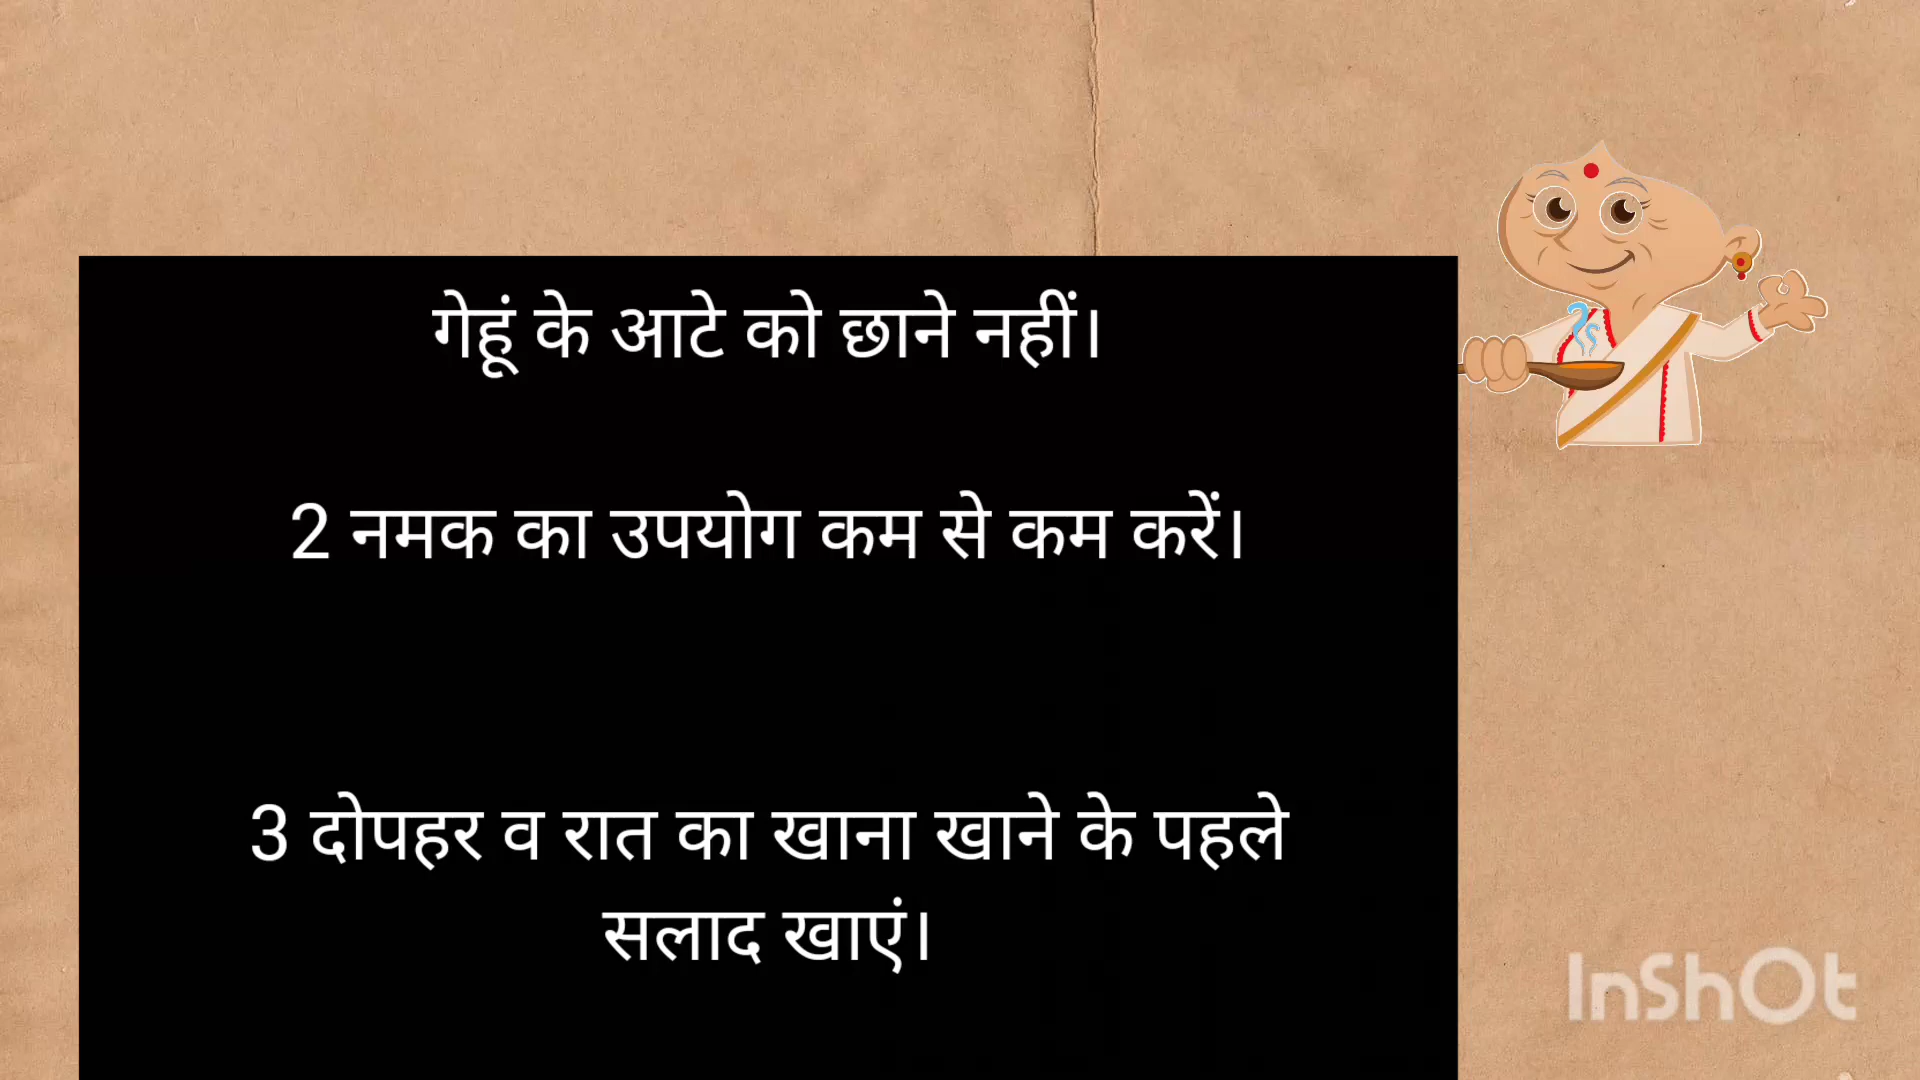 गेहूं के आटे को छाने नहीं।
2 नमक का उपयोग कम से कम करें।
3 दोपहर व रात का खाना खाने के पहले
सलाद खाएं।
InShOt